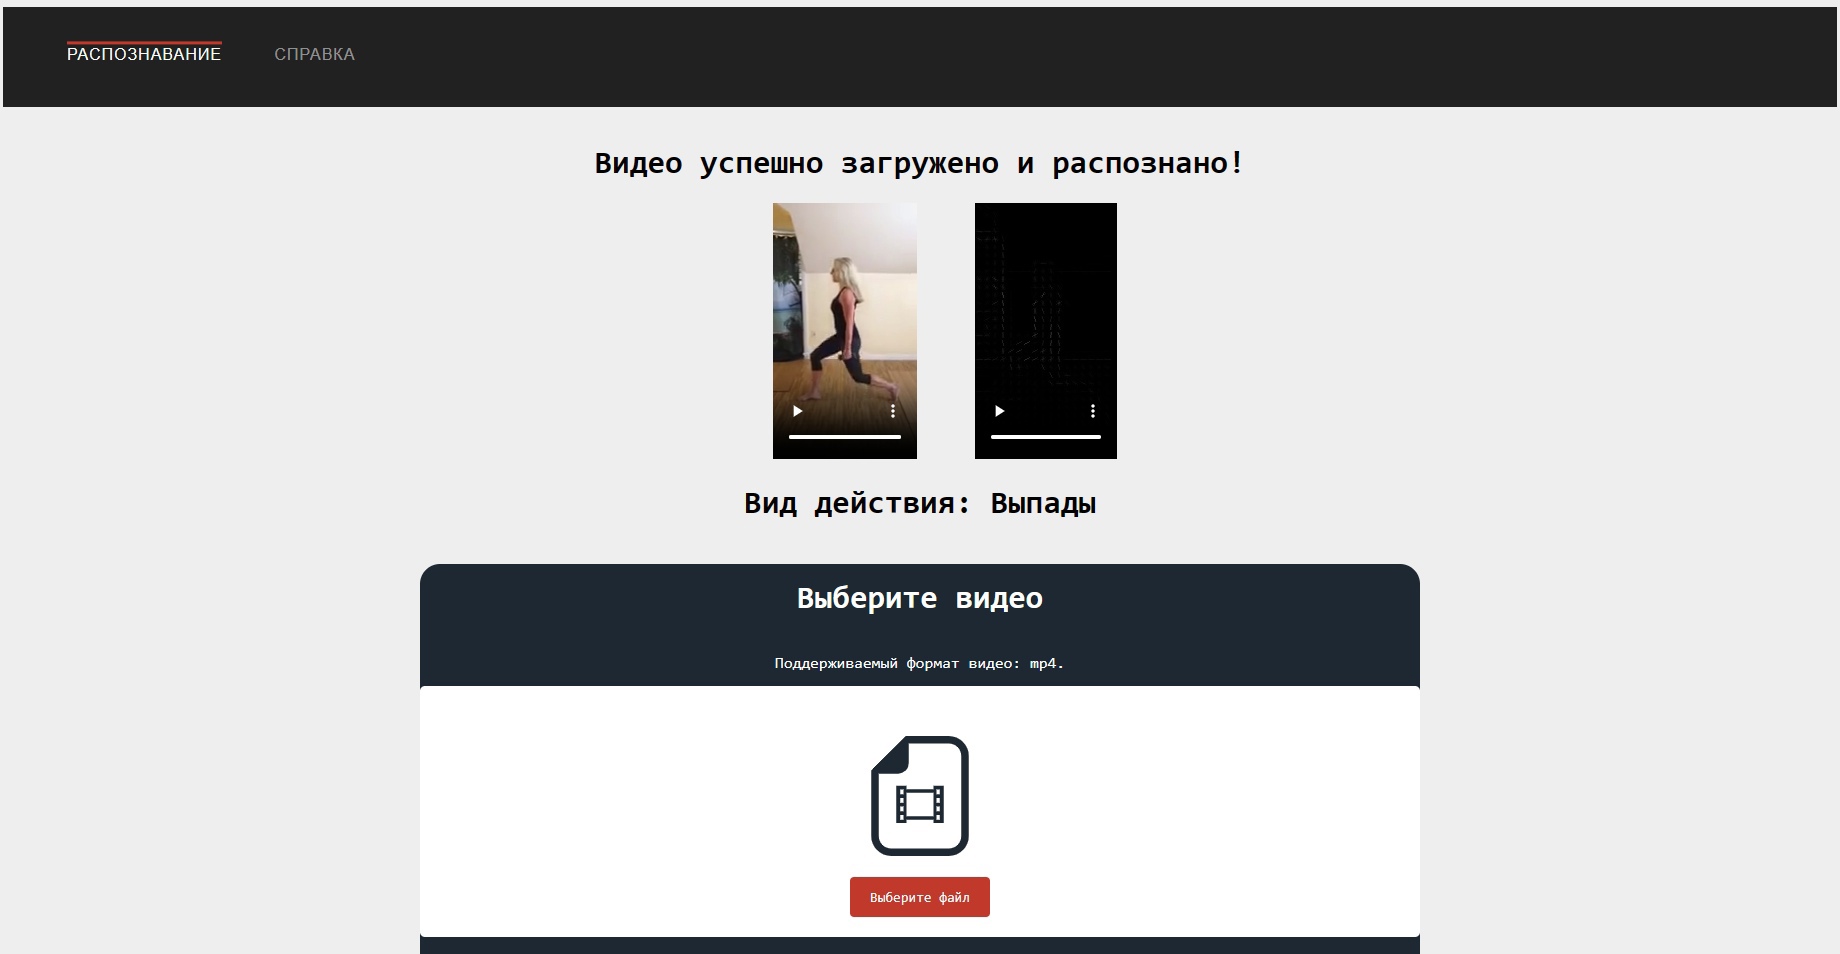 РАСПОЗНАВАНИЕ СПРАВКА
Видео успешно загружено и распознано!
Вид действия: Выпады
Выберите видео
Поддерживаемый формат видео: mp4.
Выберите файл